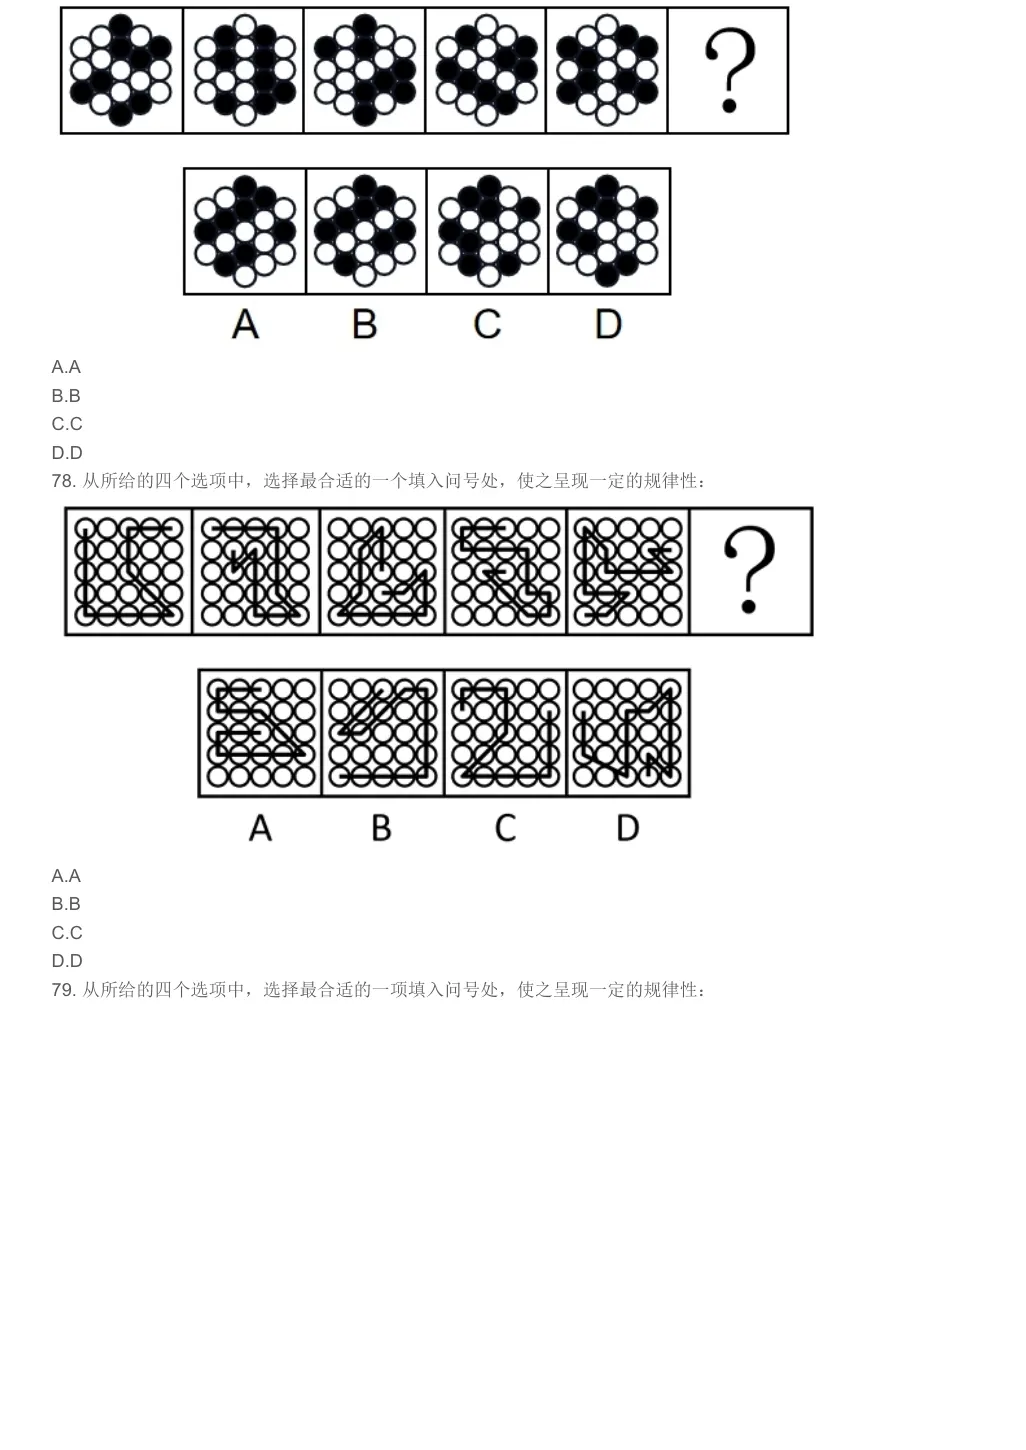 ?
A B C D
A.A
B.B
C.C
D.D
78. 从所给的四个选项中，选择最合适的一个填入问号处，使之呈现一定的规律性：
?
A B C D
A.A
B.B
C.C
D.D
79. 从所给的四个选项中，选择最合适的一项填入问号处，使之呈现一定的规律性：